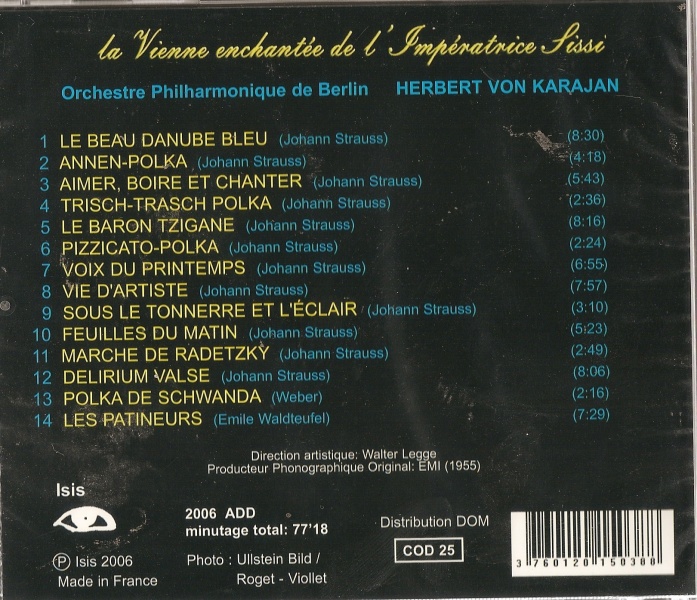 la Vienne enchantée de l'Impératrice Sissi
Orchestre Philharmonique de Berlin HERBERT VON KARAJAN
1 LE BEAU DANUBE BLEU (Johann Strauss) (8:30)
2 ANNEN-POLKA (Johann Strauss) (4:18)
3 AIMER, BOIRE ET CHANTER (Johann Strauss) (5:43)
4 TRISCH-TRASCH POLKA (Johann Strauss) (2:36)
5 LE BARON TZIGANE (Johann Strauss) (8:16)
6 PIZZICATO-POLKA (Johann Strauss) (2:24)
7 VOIX DU PRINTEMPS (Johann Strauss) (6:55)
8 VIE D'ARTISTE (Johann Strauss) (7:57)
9 SOUS LE TONNERRE ET L'ÉCLAIR (Johann Strauss) (3:10)
10 FEUILLES DU MATIN (Johann Strauss) (5:23)
11 MARCHE DE RADETZKY (Johann Strauss) (2:49)
12 DELIRIUM VALSE (Johann Strauss) (8:06)
13 POLKA DE SCHWANDA (Weber) (2:16)
14 LES PATINEURS (Emile Waldteufel) (7:29)
Direction artistique: Walter Legge
Producteur Phonographique Original: EMI (1955)
Isis
2006 ADD
minutage total: 77'18
Distribution DOM
COD 25
℗ Isis 2006
Made in France
Photo : Ullstein Bild /
Roget - Viollet
3 760120 150388